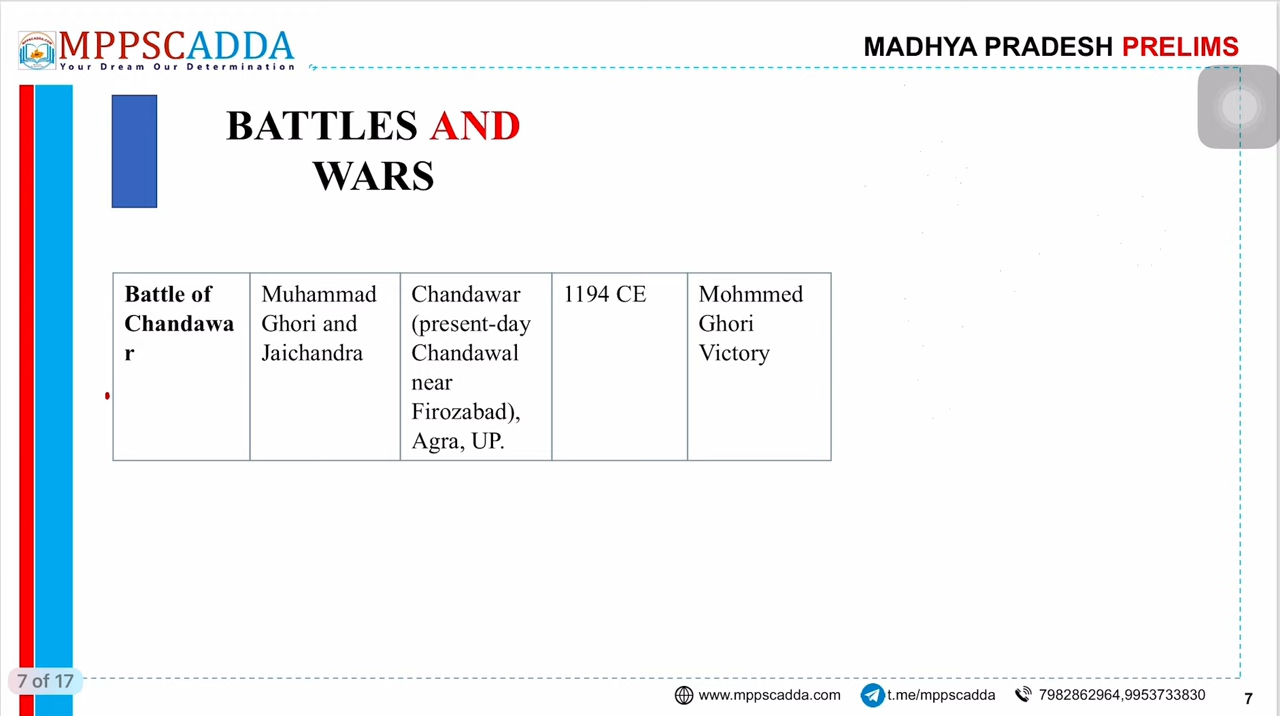 MPPSCADDA
Your Dream Our Determination
MADHYA PRADESH PRELIMS
BATTLES AND
WARS
Battle of
Chandawa
r
Muhammad
Ghori and
Jaichandra
Chandawar
(present-day
Chandawal
near
Firozabad),
Agra, UP.
1194 CE
Mohmmed
Ghori
Victory
7 of 17
www.mppscadda.com
t.me/mppscadda
7982862964,9953733830
7